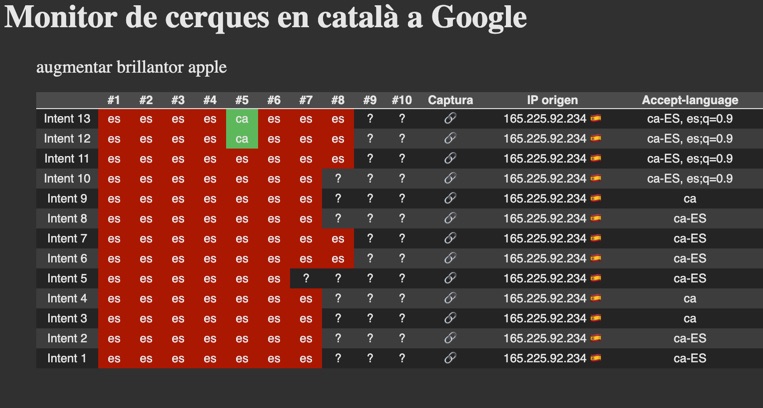 Monitor de cerques en català a Google
augmentar brillantor apple
#1 #2 #3 #4 #5 #6 #7 #8 #9 #10 Captura IP origen Accept-language
Intent 13 es es es es ca es es es ? ? 165.225.92.234 ca-ES, es;q=0.9
Intent 12 es es es es ca es es es ? ? 165.225.92.234 ca-ES, es;q=0.9
Intent 11 es es es es es es es es ? ? 165.225.92.234 ca-ES, es;q=0.9
Intent 10 es es es es es es es ? ? ? 165.225.92.234 ca-ES, es;q=0.9
Intent 9 es es es es es es es ? ? ? 165.225.92.234 ca
Intent 8 es es es es es es es ? ? ? 165.225.92.234 ca-ES
Intent 7 es es es es es es es es ? ? 165.225.92.234 ca-ES
Intent 6 es es es es es es es es ? ? 165.225.92.234 ca-ES
Intent 5 es es es es es es ? ? ? ? 165.225.92.234 ca-ES
Intent 4 es es es es es es es ? ? ? 165.225.92.234 ca
Intent 3 es es es es es es es ? ? ? 165.225.92.234 ca
Intent 2 es es es es es es es ? ? ? 165.225.92.234 ca-ES
Intent 1 es es es es es es es ? ? ? 165.225.92.234 ca-ES